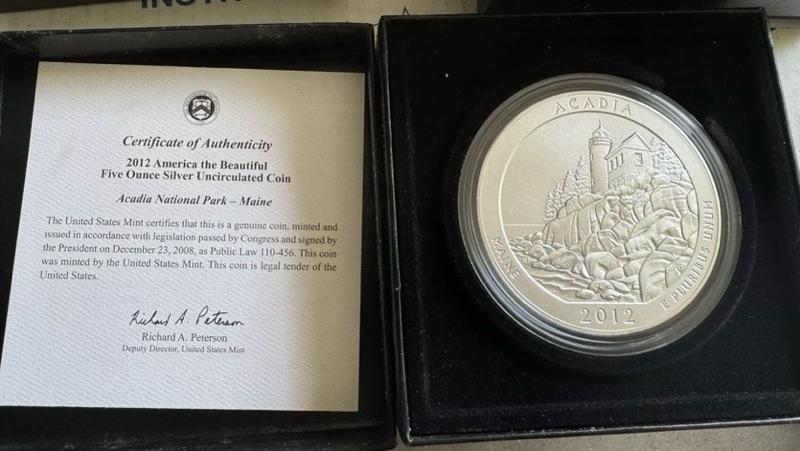 Certificate of Authenticity
2012 America the Beautiful
Five Ounce Silver Uncirculated Coin
Acadia National Park – Maine
The United States Mint certifies that this is a genuine coin, minted and
issued in accordance with legislation passed by Congress and signed by
the President on December 23, 2008, as Public Law 110-456. This coin
was minted by the United States Mint. This coin is legal tender of the
United States.
Richard A. Peterson
Richard A. Peterson
Deputy Director, United States Mint
ACADIA
MAINE
2012
E PLURIBUS UNUM